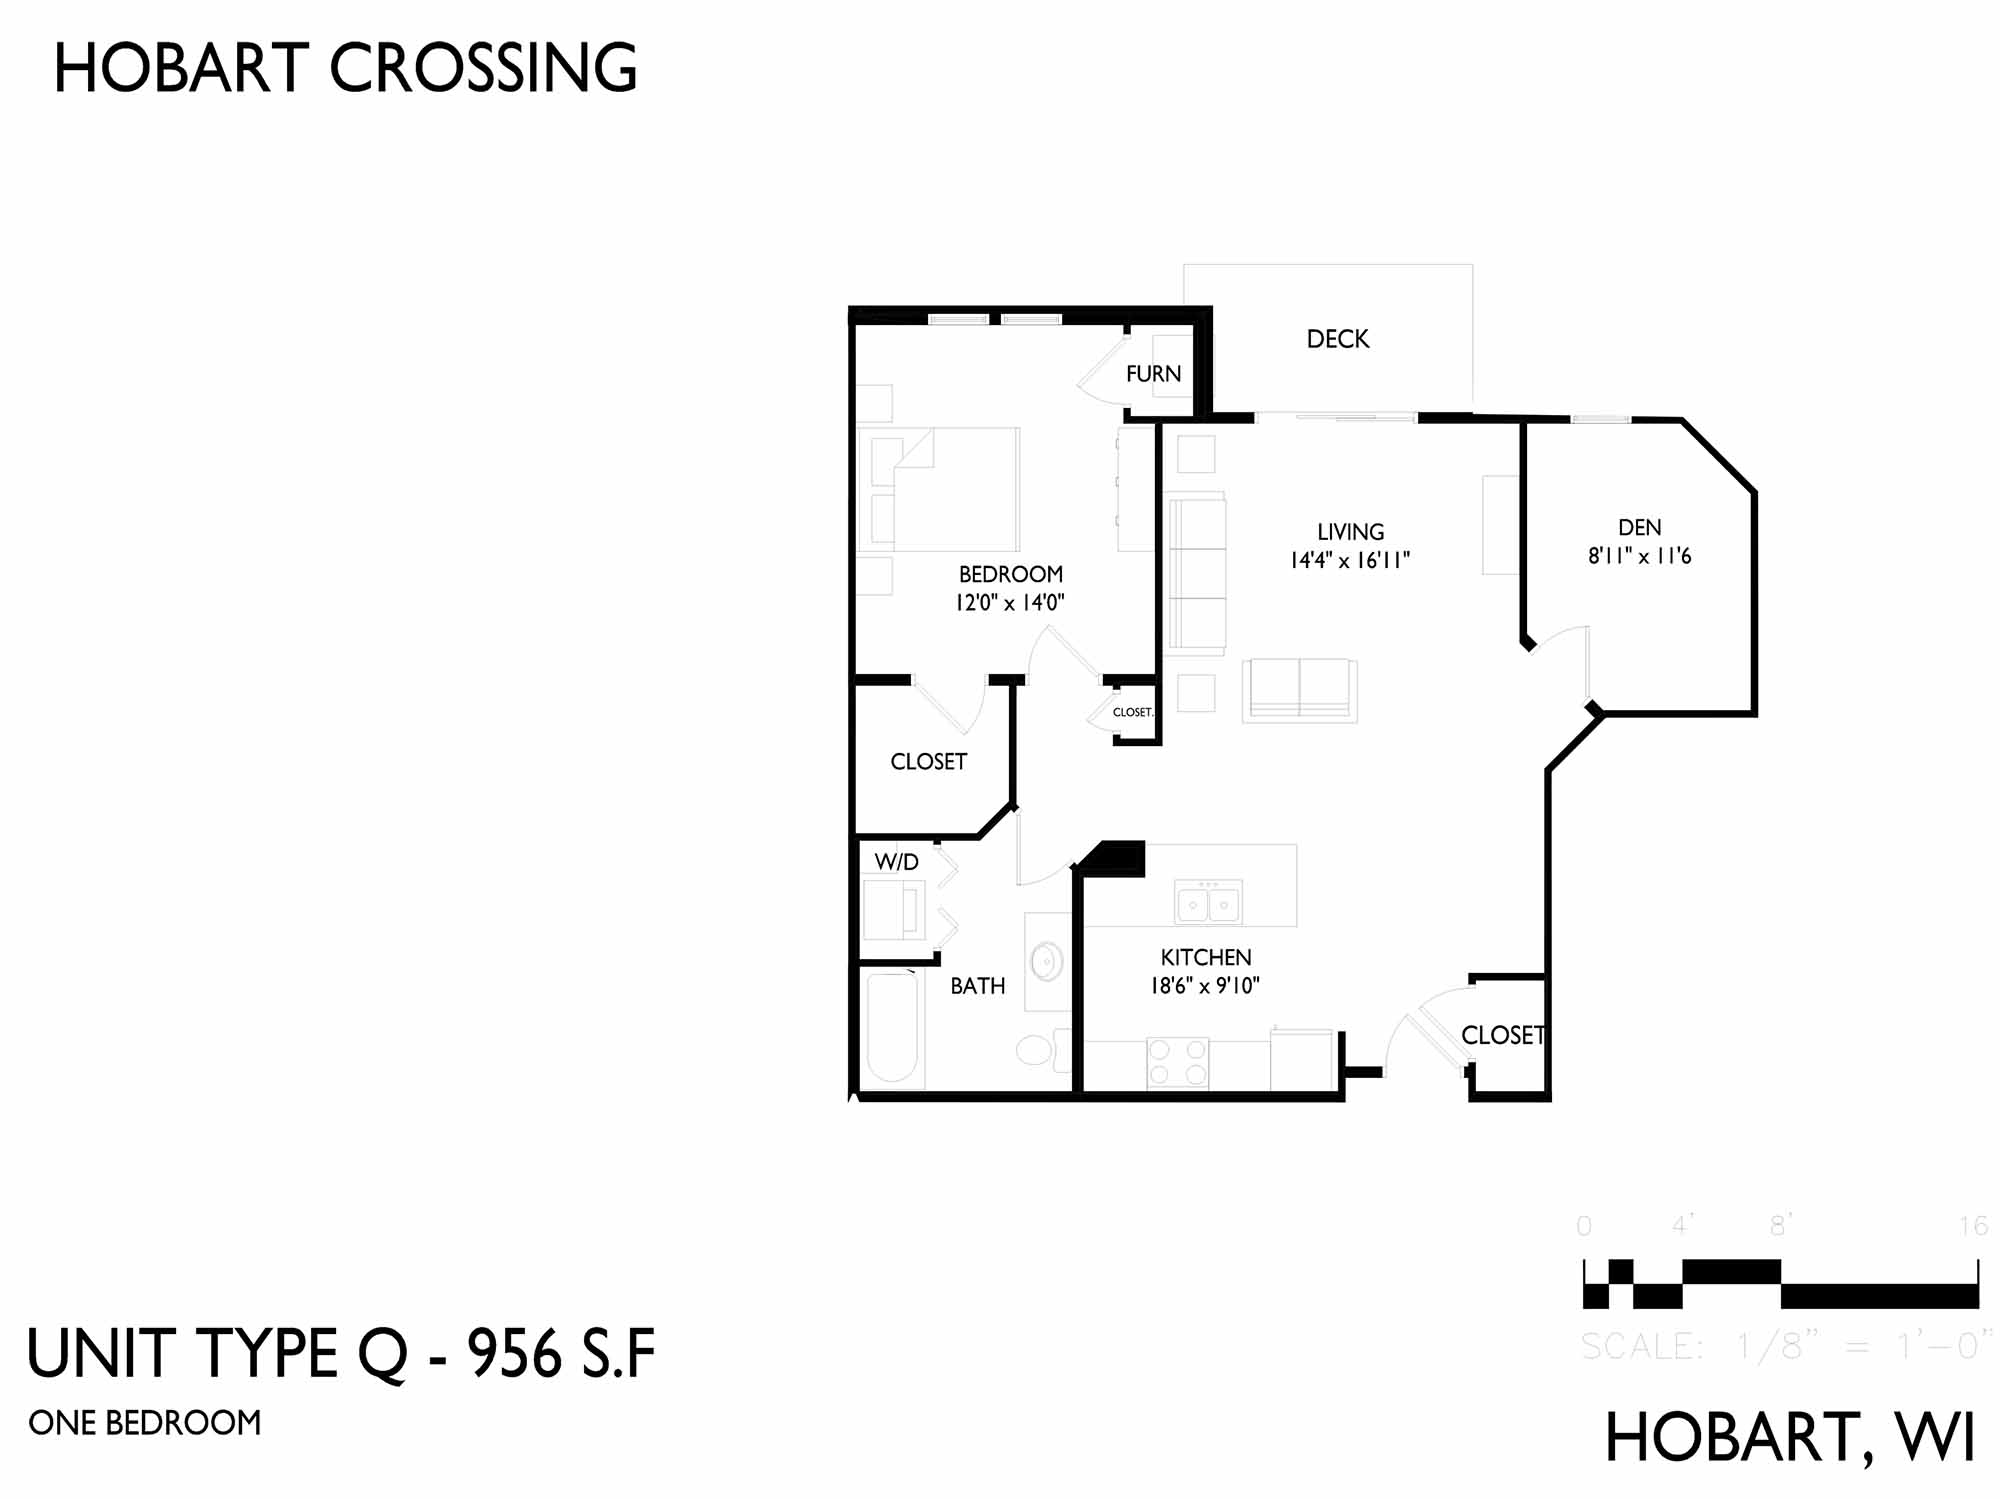 HOBART CROSSING
DECK
FURN
LIVING
14'4" x 16'11"
DEN
8'11" x 11'6
BEDROOM
12'0" x 14'0"
CLOSET.
CLOSET
W/D
KITCHEN
18'6" x 9'10"
BATH
CLOSET
0 4' 8' 16
SCALE: 1/8" = 1'-0"
UNIT TYPE Q - 956 S.F
ONE BEDROOM
HOBART, WI